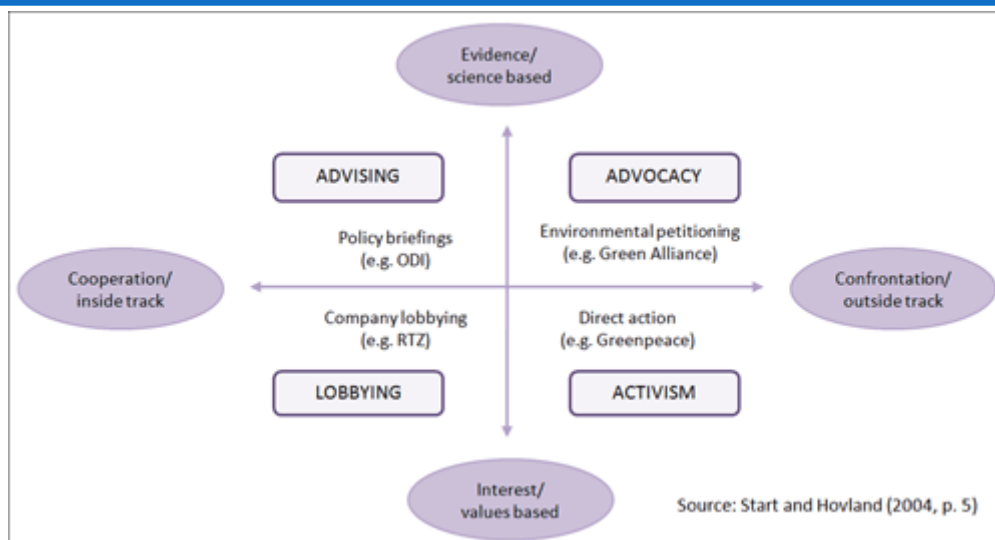 Evidence/
science based
ADVISING
ADVOCACY
Policy briefings
(e.g. ODI)
Environmental petitioning
(e.g. Green Alliance)
Cooperation/
inside track
Confrontation/
outside track
Company lobbying
(e.g. RTZ)
Direct action
(e.g. Greenpeace)
LOBBYING
ACTIVISM
Interest/
values based
Source: Start and Hovland (2004, p. 5)